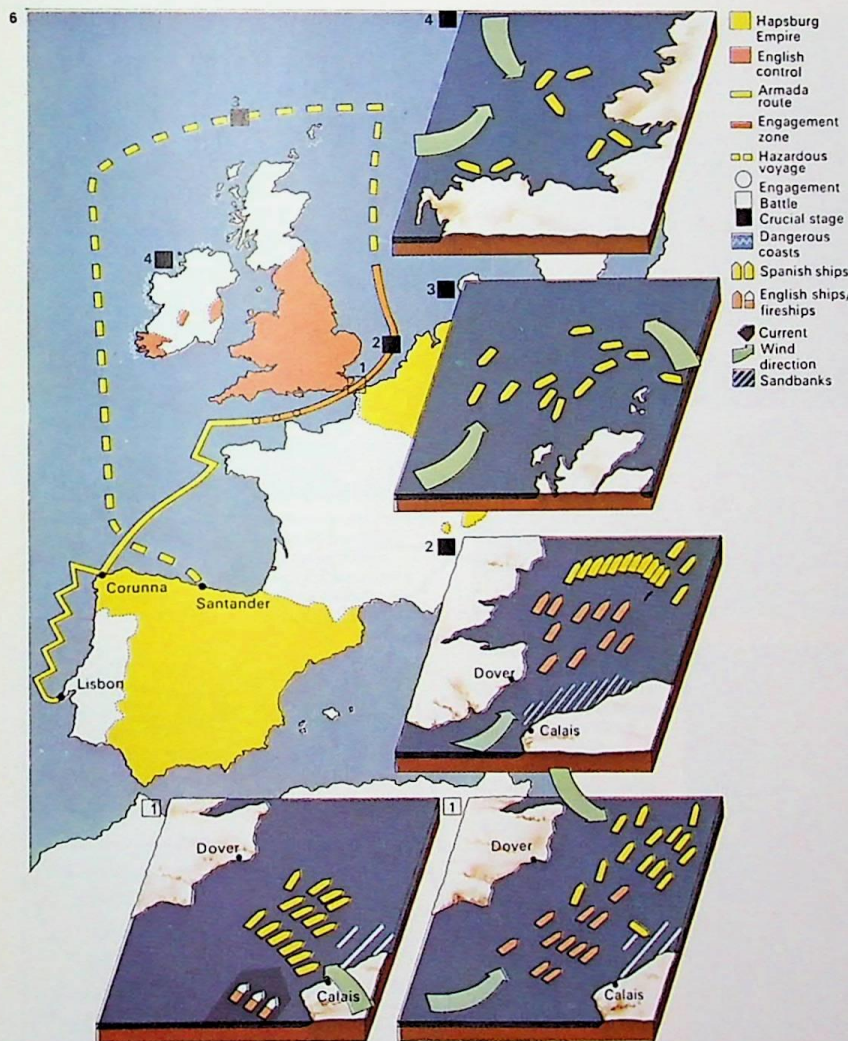 6
4
3
4
2
1
Corunna
Santander
Lisbon
4
3
2
Dover
Calais
1
Dover
Calais
1
Dover
Calais
Hapsburg
Empire
English
control
Armada
route
Engagement
zone
Hazardous
voyage
Engagement
Battle
Crucial stage
Dangerous
coasts
Spanish ships
English ships/
fireships
Current
Wind
direction
Sandbanks